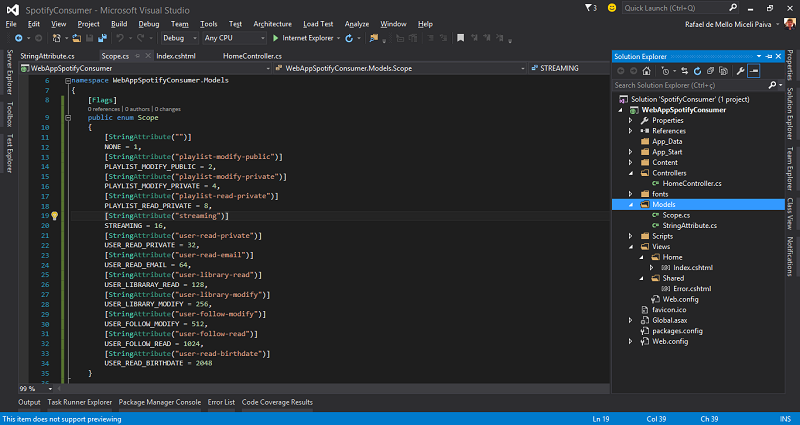 SpotifyConsumer - Microsoft Visual Studio
3
Quick Launch (Ctrl+Q)
File Edit View Project Build Debug Team Tools Test Architecture Load Test Analyze Window Help
Rafael de Mello Miceli Paiva
Debug Any CPU Internet Explorer
StringAttribute.cs Scope.cs Index.cshtml HomeController.cs
WebAppSpotifyConsumer WebAppSpotifyConsumer.Models.Scope STREAMING
6 namespace WebAppSpotifyConsumer.Models
7 {
8 [Flags]
0 references | 0 authors | 0 changes
9 public enum Scope
10 {
11 [StringAttribute("")]
12 NONE = 1,
13 [StringAttribute("playlist-modify-public")]
14 PLAYLIST_MODIFY_PUBLIC = 2,
15 [StringAttribute("playlist-modify-private")]
16 PLAYLIST_MODIFY_PRIVATE = 4,
17 [StringAttribute("playlist-read-private")]
18 PLAYLIST_READ_PRIVATE = 8,
19 [StringAttribute("streaming")]
20 STREAMING = 16,
21 [StringAttribute("user-read-private")]
22 USER_READ_PRIVATE = 32,
23 [StringAttribute("user-read-email")]
24 USER_READ_EMAIL = 64,
25 [StringAttribute("user-library-read")]
26 USER_LIBRARAY_READ = 128,
27 [StringAttribute("user-library-modify")]
28 USER_LIBRARY_MODIFY = 256,
29 [StringAttribute("user-follow-modify")]
30 USER_FOLLOW_MODIFY = 512,
31 [StringAttribute("user-follow-read")]
32 USER_FOLLOW_READ = 1024,
33 [StringAttribute("user-read-birthdate")]
34 USER_READ_BIRTHDATE = 2048
35 }
99 %
Server Explorer
Toolbox
Test Explorer
Solution Explorer
Search Solution Explorer (Ctrl+ç)
Solution 'SpotifyConsumer' (1 project)
WebAppSpotifyConsumer
Properties
References
App_Data
App_Start
Content
Controllers
HomeController.cs
fonts
Models
Scope.cs
StringAttribute.cs
Scripts
Views
Home
Index.cshtml
Shared
Error.cshtml
Web.config
favicon.ico
Global.asax
packages.config
Web.config
Properties
Team Explorer
Class View
Notifications
Output Task Runner Explorer Package Manager Console Error List Code Coverage Results
This item does not support previewing Ln 19 Col 39 Ch 39 INS